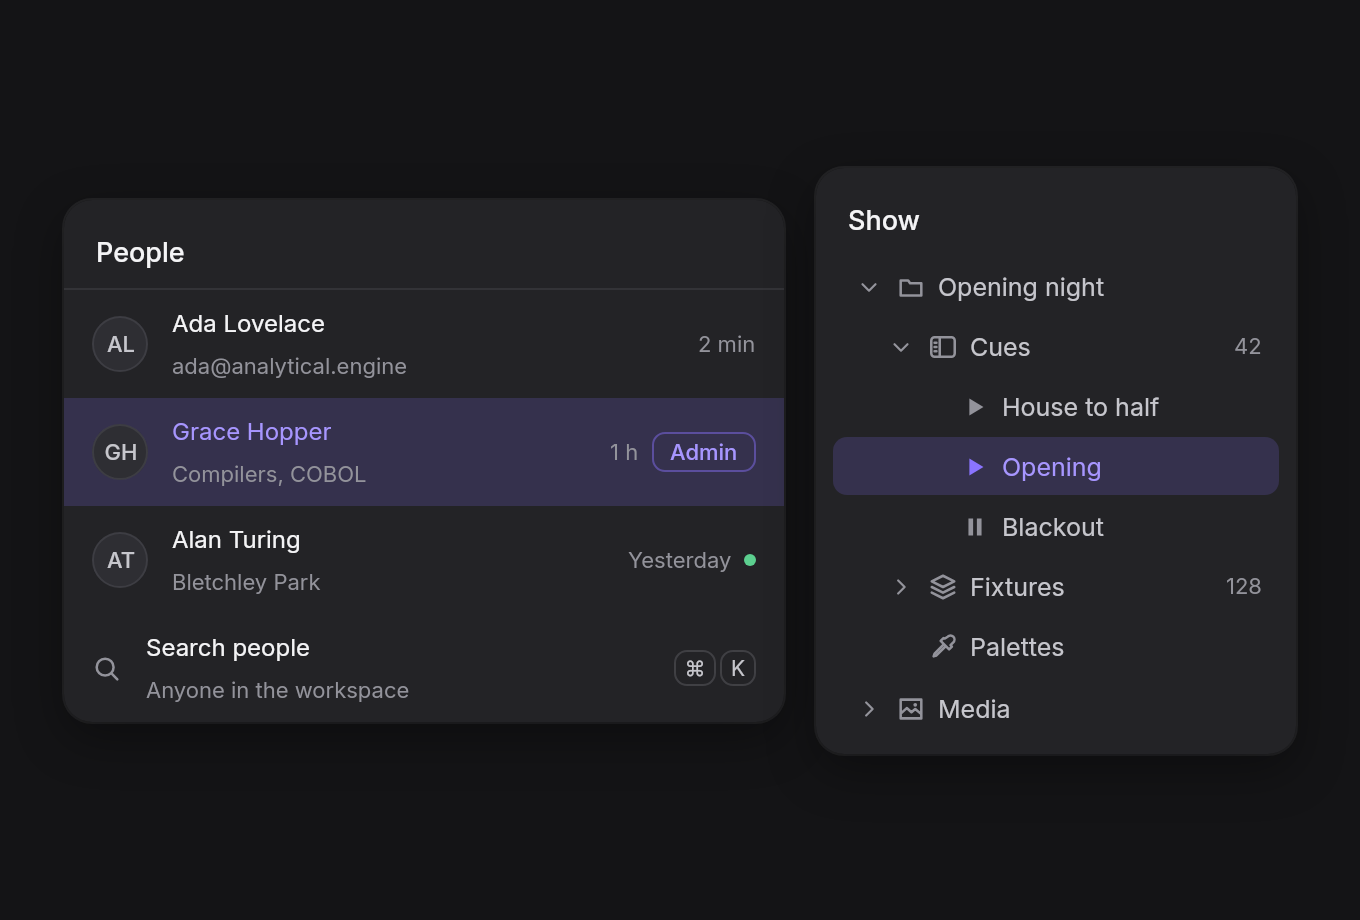 People
AL
Ada Lovelace
ada@analytical.engine
2 min
GH
Grace Hopper
Compilers, COBOL
1 h
Admin
AT
Alan Turing
Bletchley Park
Yesterday
Search people
Anyone in the workspace
⌘ K
Show
Opening night
Cues 42
House to half
Opening
Blackout
Fixtures 128
Palettes
Media